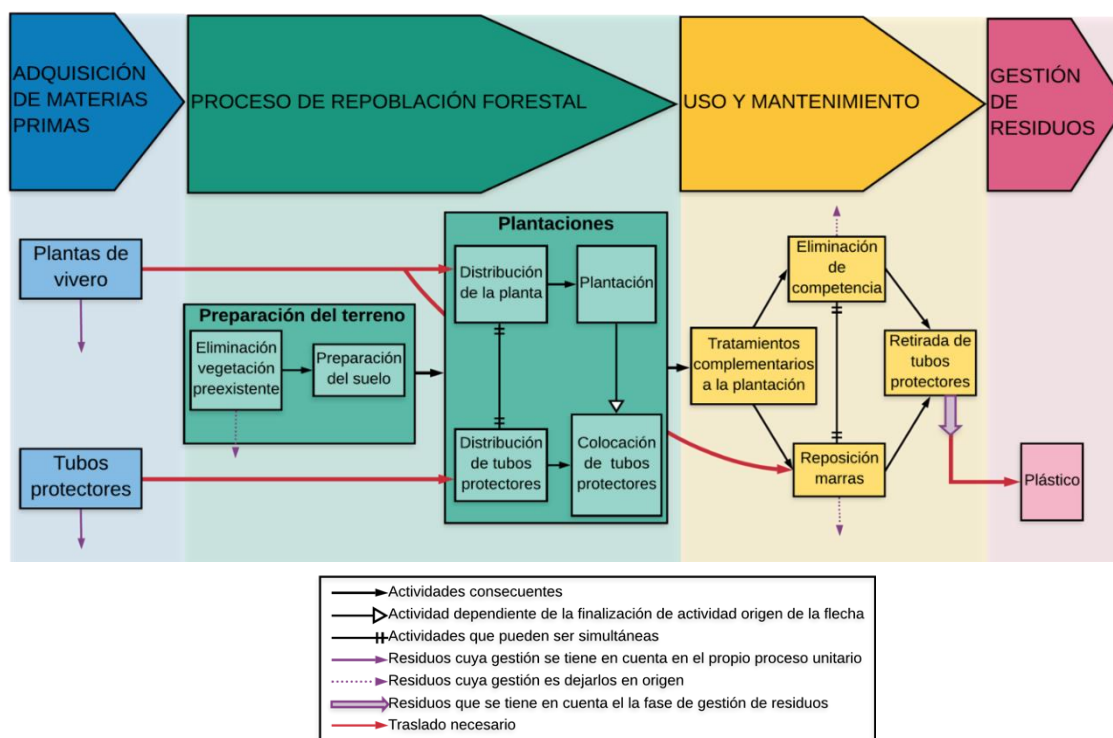 ADQUISICIÓN
DE MATERIAS
PRIMAS
PROCESO DE REPOBLACIÓN FORESTAL
USO Y MANTENIMIENTO
GESTIÓN
DE
RESIDUOS
Plantas de
vivero
Tubos
protectores
Preparación del terreno
Eliminación
vegetación
preexistente
Preparación
del suelo
Plantaciones
Distribución
de la planta
Plantación
Distribución
de tubos
protectores
Colocación
de tubos
protectores
Tratamientos
complementarios
a la plantación
Eliminación
de
competencia
Reposición
marras
Retirada de
tubos
protectores
Plástico
Actividades consecuentes
Actividad dependiente de la finalización de actividad origen de la flecha
Actividades que pueden ser simultáneas
Residuos cuya gestión se tiene en cuenta en el propio proceso unitario
Residuos cuya gestión es dejarlos en origen
Residuos que se tiene en cuenta el la fase de gestión de residuos
Traslado necesario